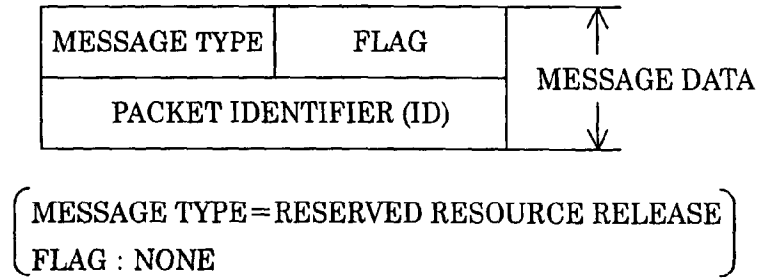 MESSAGE TYPE FLAG
MESSAGE DATA
PACKET IDENTIFIER (ID)
MESSAGE TYPE=RESERVED RESOURCE RELEASE
FLAG : NONE